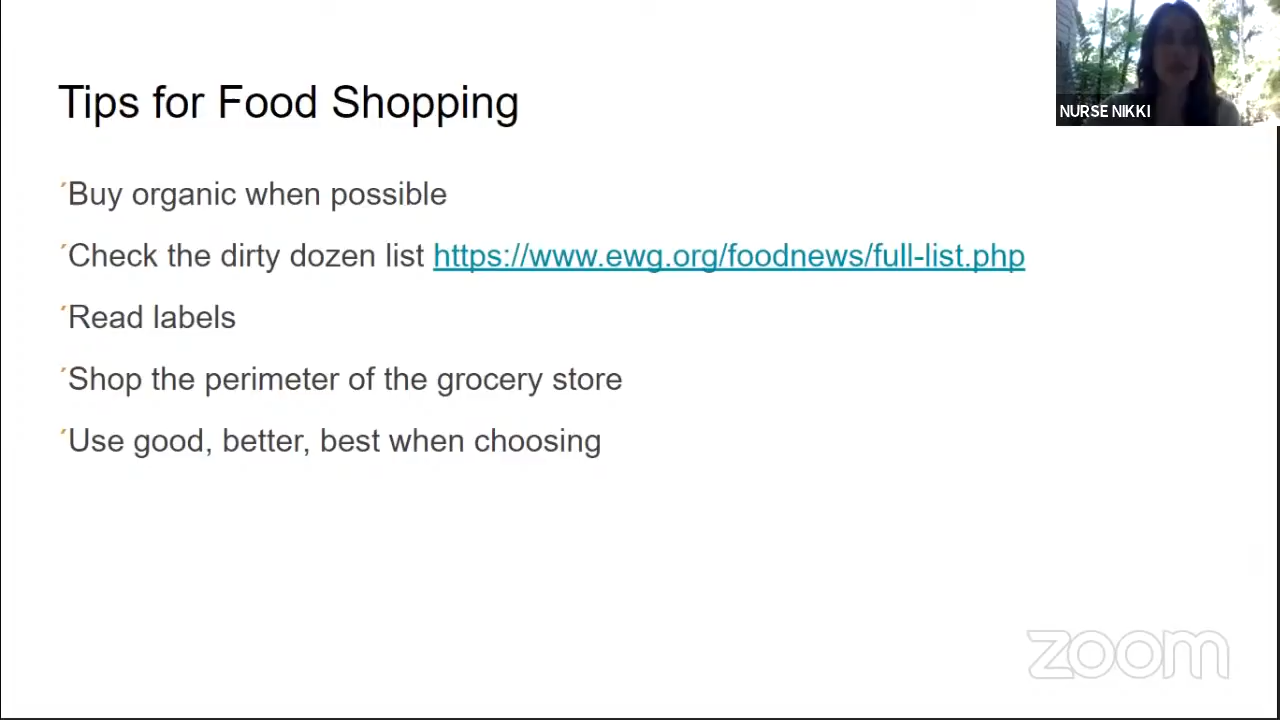 Tips for Food Shopping
NURSE NIKKI
´Buy organic when possible
´Check the dirty dozen list https://www.ewg.org/foodnews/full-list.php
´Read labels
´Shop the perimeter of the grocery store
´Use good, better, best when choosing
zoom